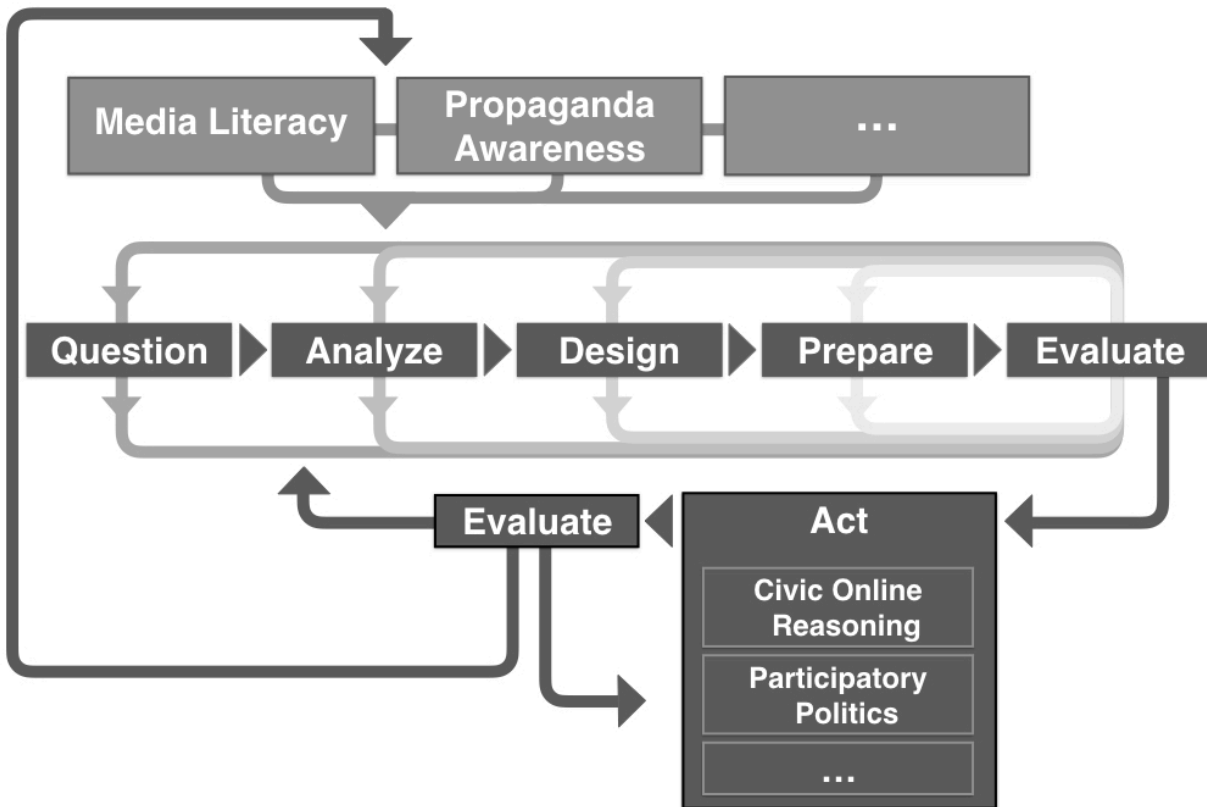 Media Literacy
Propaganda
Awareness
...
Question
Analyze
Design
Prepare
Evaluate
Evaluate
Act
Civic Online
Reasoning
Participatory
Politics
...